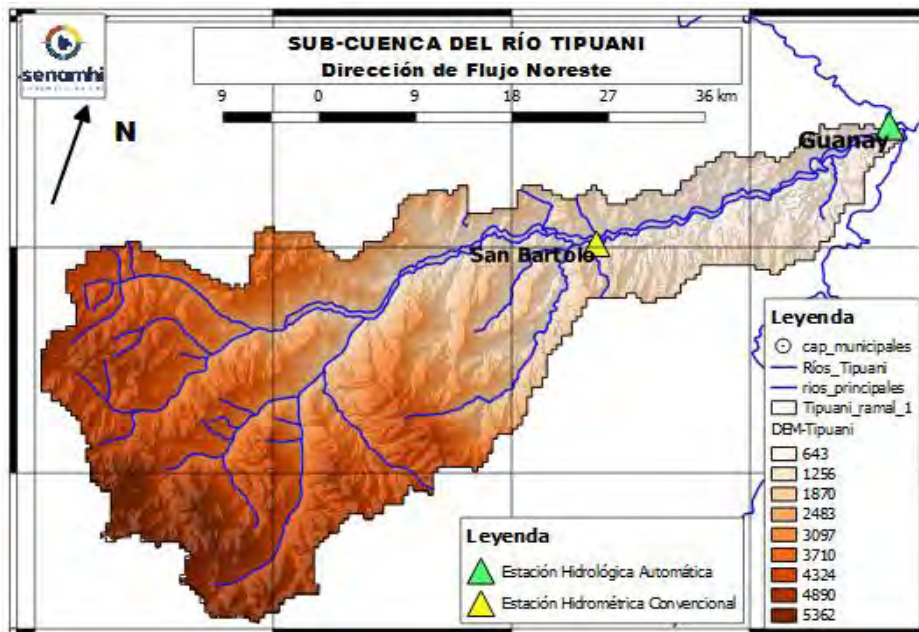 senamhi
SUB-CUENCA DEL RÍO TIPUANI
Dirección de Flujo Noreste
9 0 9 18 27 36 km
N
Guanay
San Bartolo
Leyenda
cap_municipales
Ríos_Tipuani
rios_principales
Tipuani_ramal_1
DEM-Tipuani
643
1256
1870
2483
3097
3710
4324
4890
5362
Leyenda
Estación Hidrológica Automática
Estación Hidrométrica Convencional